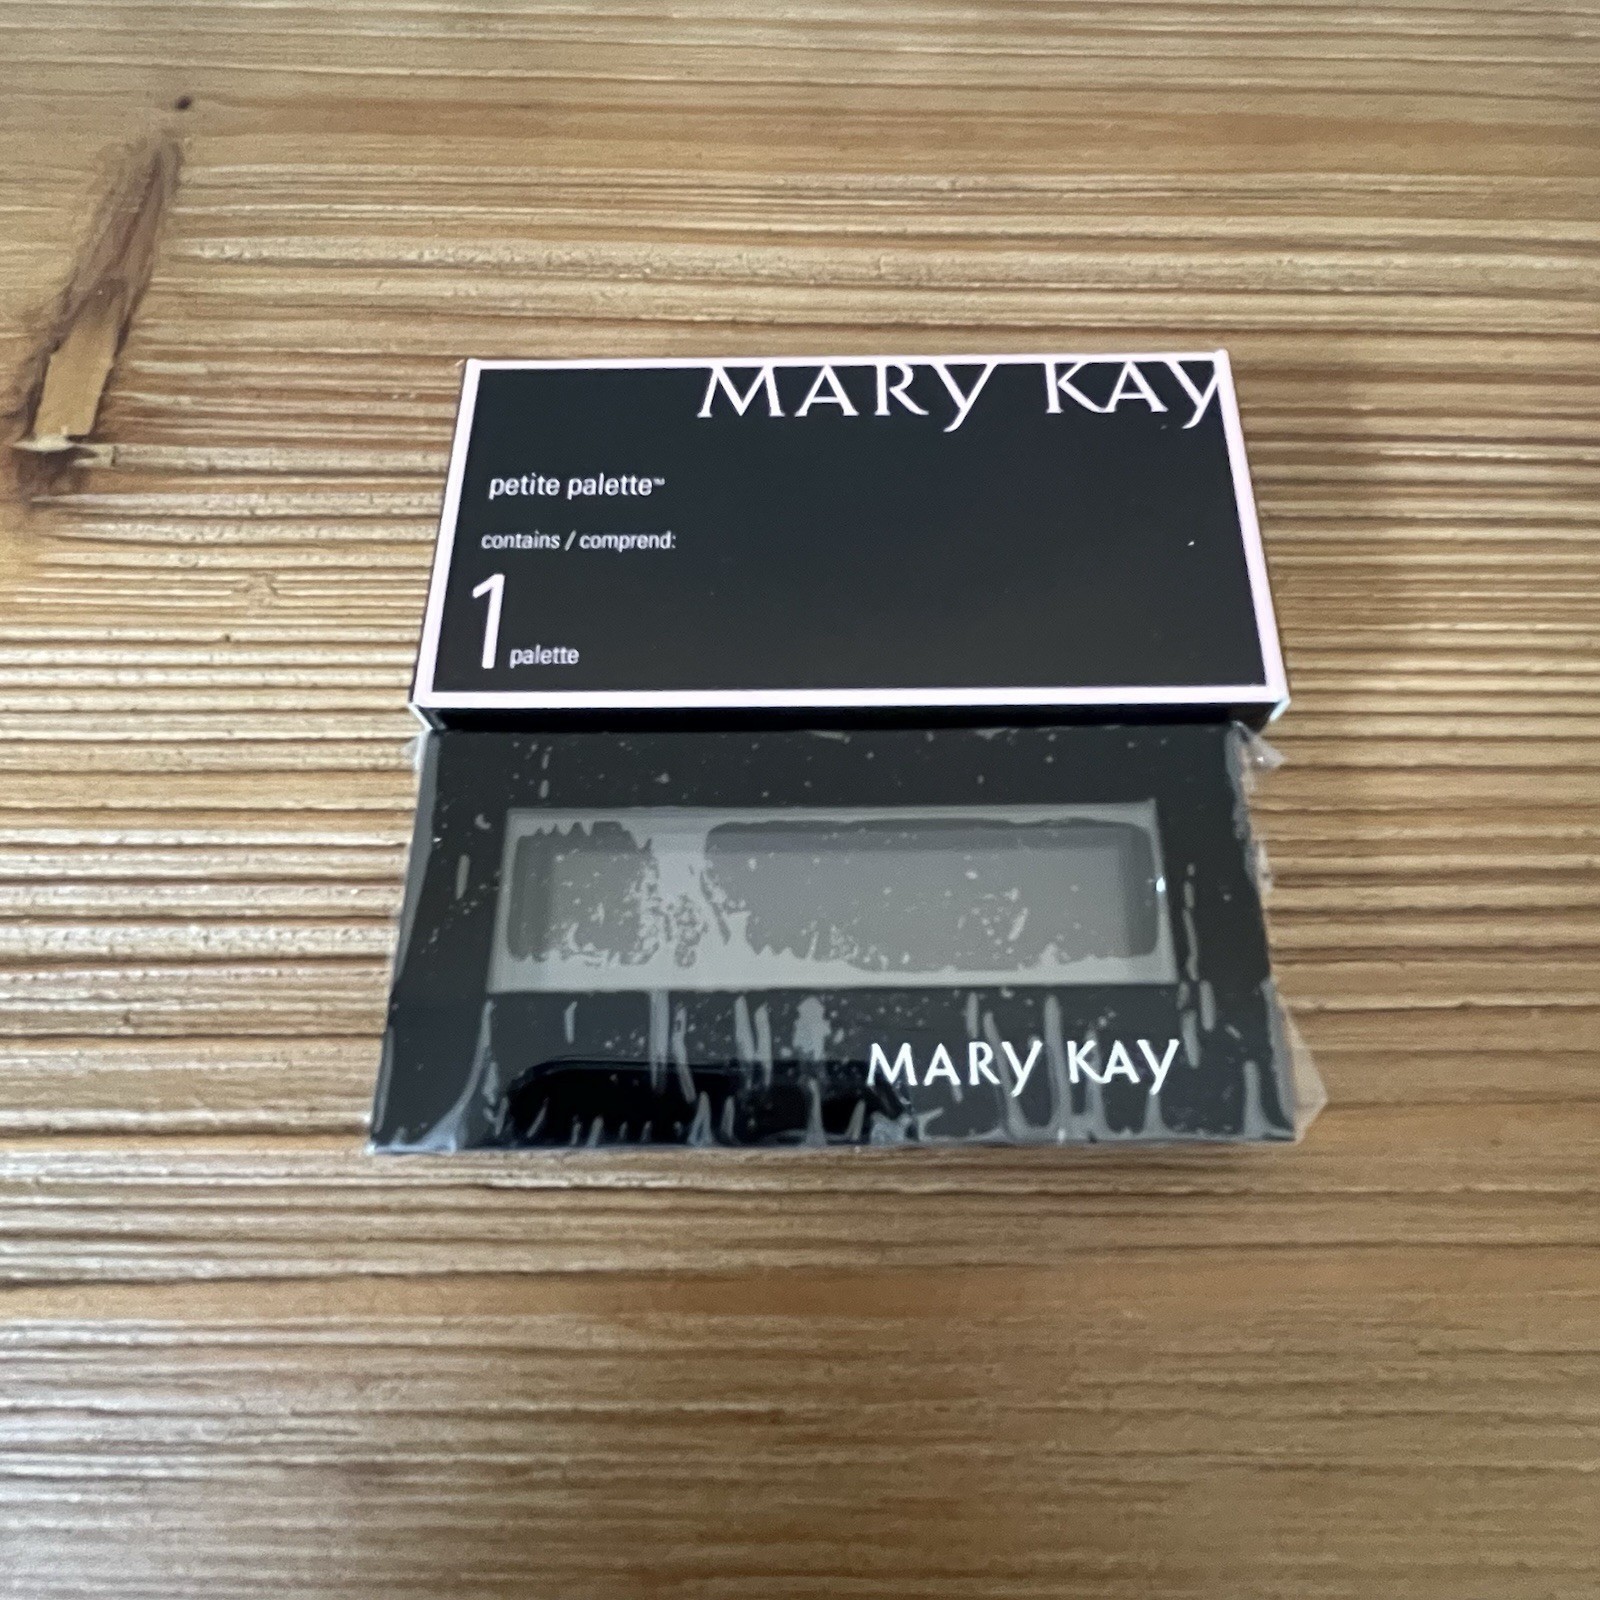 MARY KAY
petite palette™
contains / comprend:
1 palette
MARY KAY